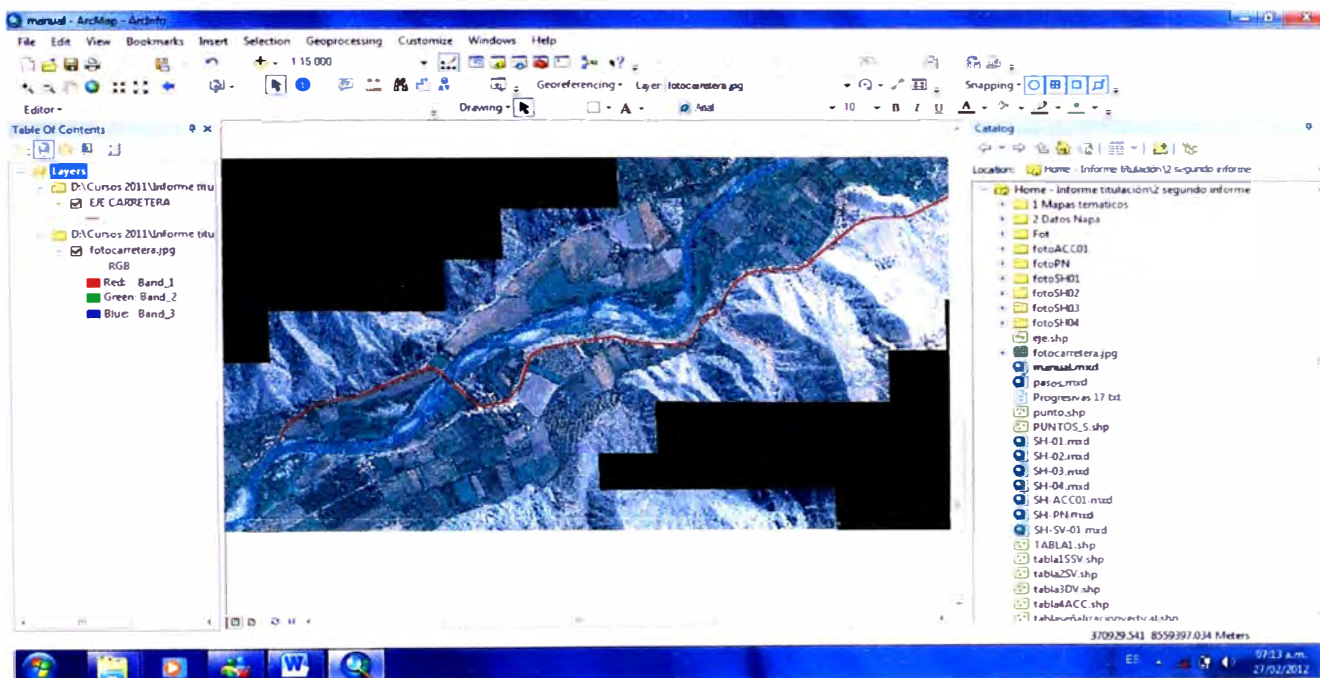 manual - ArcMap - ArcInfo
File Edit View Bookmarks Insert Selection Geoprocessing Customize Windows Help
1:15 000
Georeferencing Layer: fotocarretera.jpg
Snapping
Editor
Drawing
A
Arial
10
B I U
A
Table Of Contents
Layers
D:\Cursos 2011\Informe titu
EJE CARRETERA
D:\Cursos 2011\Informe titu
fotocarretera.jpg
RGB
Red: Band_1
Green: Band_2
Blue: Band_3
Catalog
Location: Home - Informe titulación\2 segundo informe
Home - Informe titulación\2 segundo informe
1 Mapas tematicos
2 Datos Napa
Fot
fotoACC01
fotoPN
fotoSH01
fotoSH02
fotoSH03
fotoSH04
eje.shp
fotocarretera.jpg
manual.mxd
pasos.mxd
Progresivas 17.txt
punto.shp
PUNTOS_S.shp
SH-01.mxd
SH-02.mxd
SH-03.mxd
SH-04.mxd
SH-ACC01.mxd
SH-PN.mxd
SH-SV-01.mxd
TABLA1.shp
tabla1SSV.shp
tabla2SV.shp
tabla3DV.shp
tabla4ACC.shp
tablaseñalizacionvertical.shp
370929.541 8559397.034 Meters
W
ES
07:13 a.m.
27/02/2012